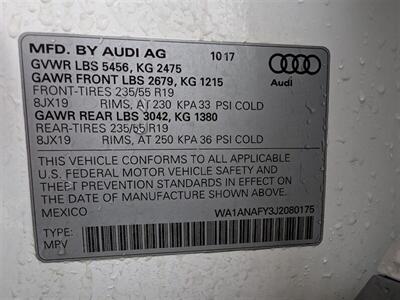 MFD. BY AUDI AG 10 17
GVWR LBS 5456, KG 2475
GAWR FRONT LBS 2679, KG 1215
FRONT-TIRES 235/55 R19
8JX19 RIMS, AT 230 KPA 33 PSI COLD
GAWR REAR LBS 3042, KG 1380
REAR-TIRES 235/55 R19
8JX19 RIMS, AT 250 KPA 36 PSI COLD
Audi
THIS VEHICLE CONFORMS TO ALL APPLICABLE
U.S. FEDERAL MOTOR VEHICLE SAFETY AND
THEFT PREVENTION STANDARDS IN EFFECT ON
THE DATE OF MANUFACTURE SHOWN ABOVE.
MEXICO WA1ANAFY3J2080175
TYPE:
MPV